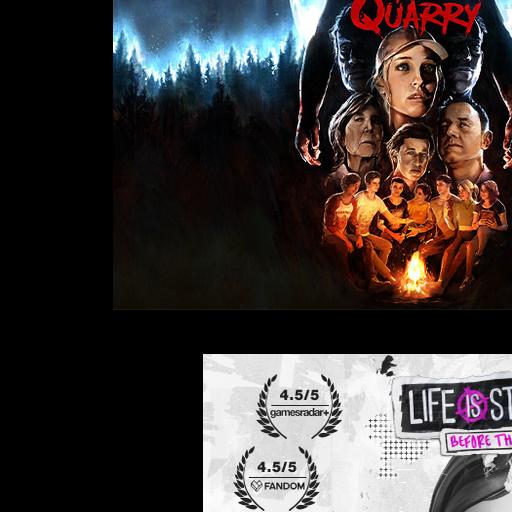 QUARRY
4.5/5
gamesradar+
4.5/5
FANDOM
LIFE IS ST
BEFORE TH